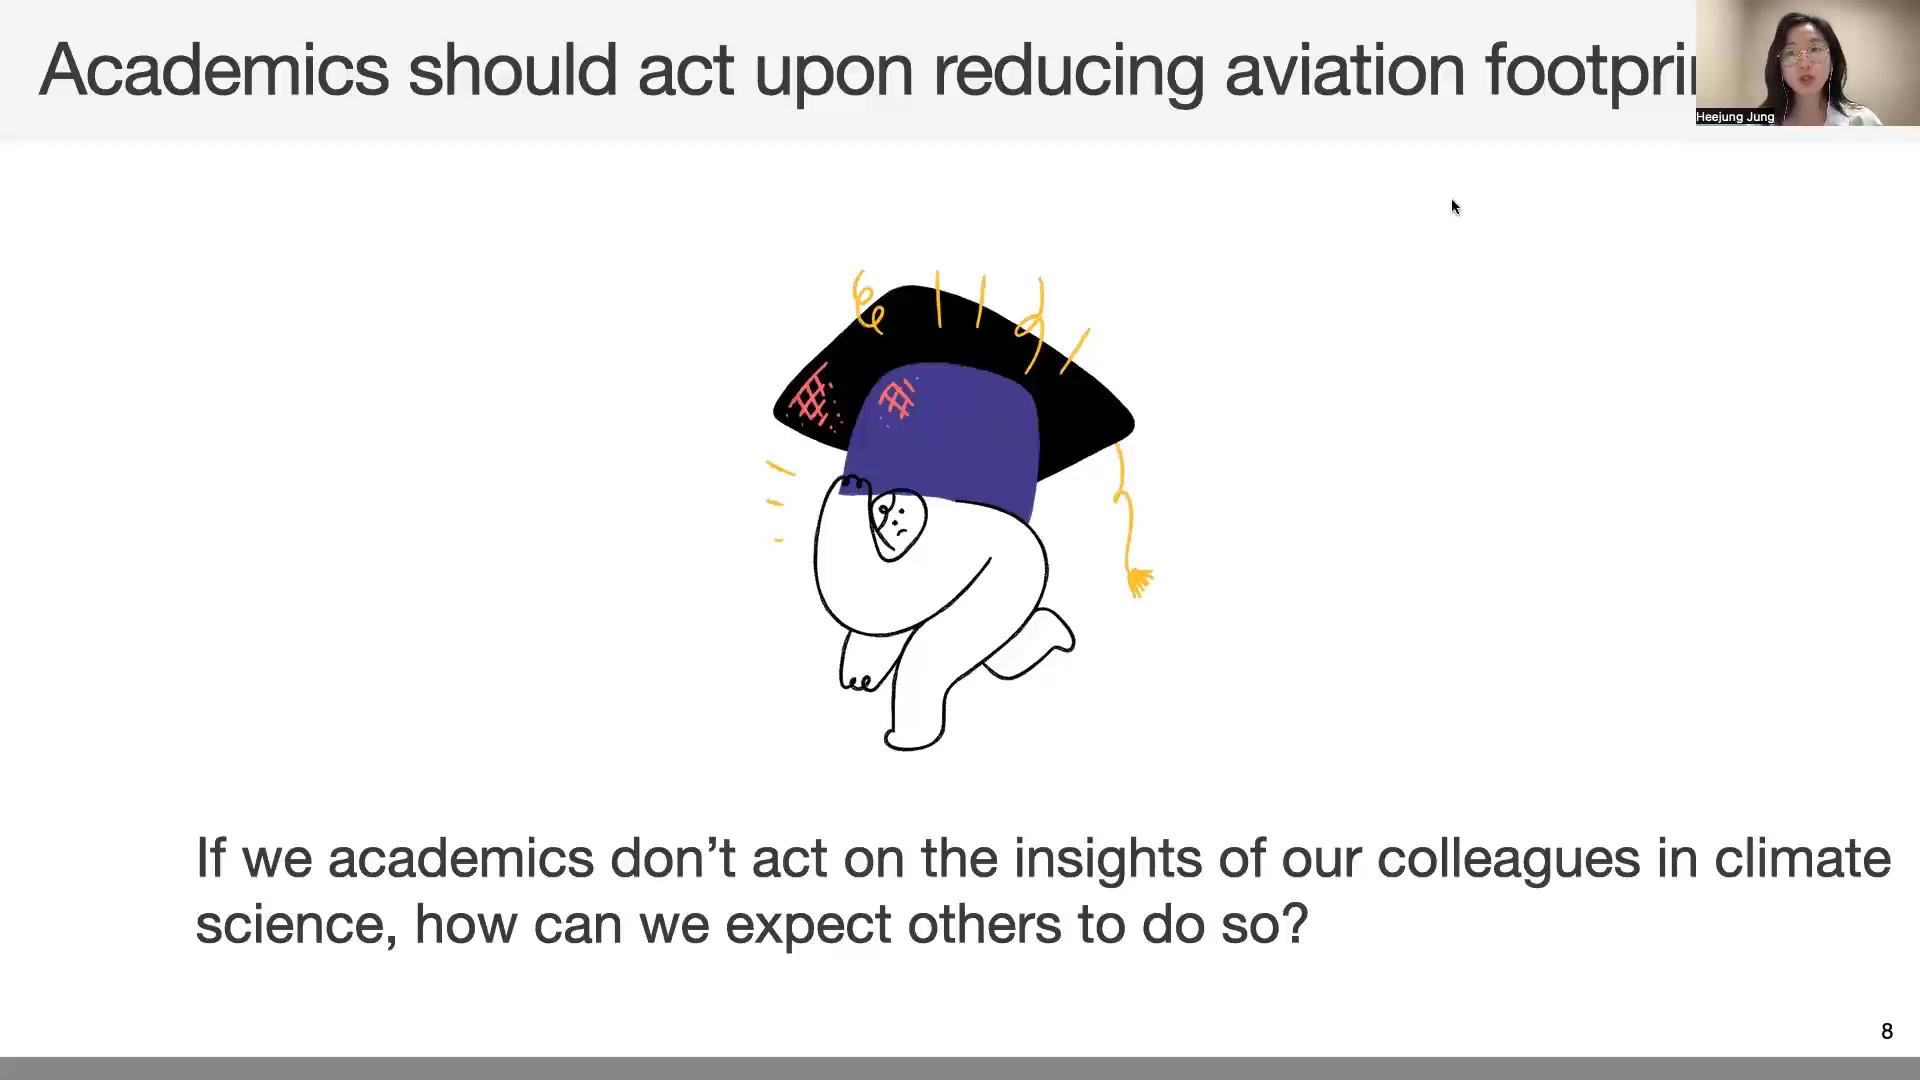 Academics should act upon reducing aviation
Heejung Jung
If we academics don’t act on the insights of our colleagues in climate
science, how can we expect others to do so?
8